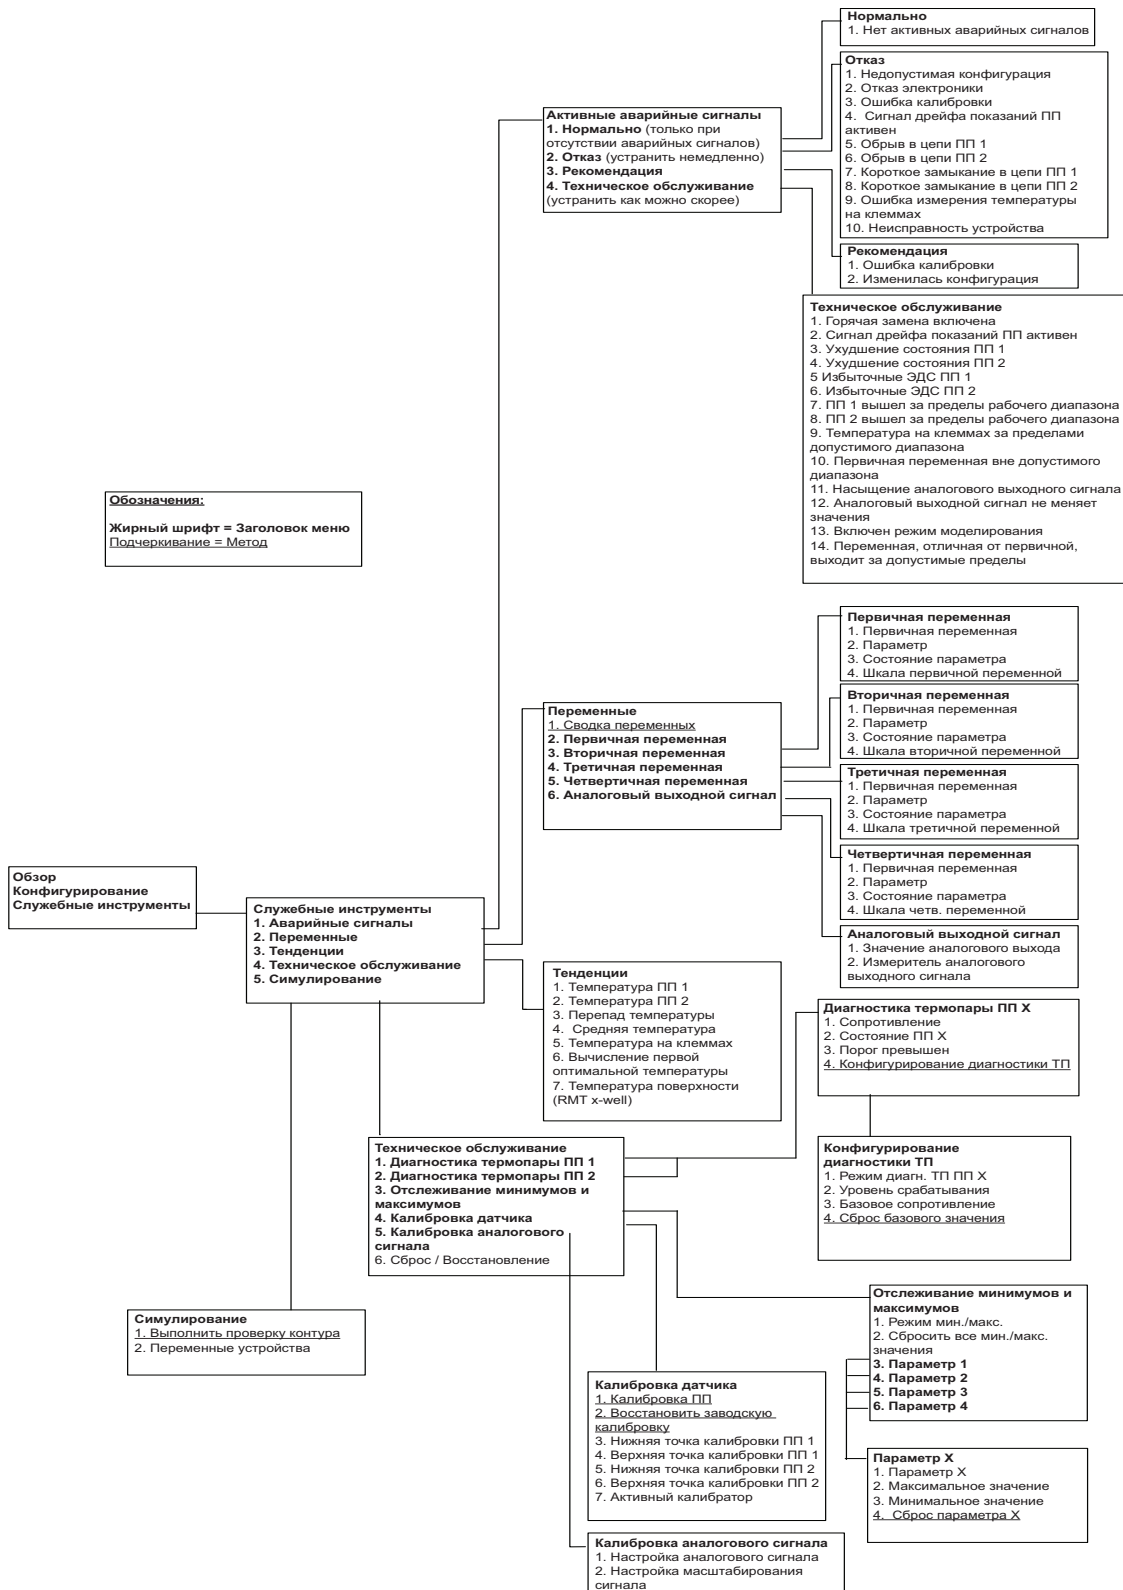 Нормально
1. Нет активных аварийных сигналов
Отказ
1. Недопустимая конфигурация
2. Отказ электроники
3. Ошибка калибровки
4. Сигнал дрейфа показаний ПП
активен
5. Обрыв в цепи ПП 1
6. Обрыв в цепи ПП 2
7. Короткое замыкание в цепи ПП 1
8. Короткое замыкание в цепи ПП 2
9. Ошибка измерения температуры
на клеммах
10. Неисправность устройства
Активные аварийные сигналы
1. Нормально (только при
отсутствии аварийных сигналов)
2. Отказ (устранить немедленно)
3. Рекомендация
4. Техническое обслуживание
(устранить как можно скорее)
Рекомендация
1. Ошибка калибровки
2. Изменилась конфигурация
Техническое обслуживание
1. Горячая замена включена
2. Сигнал дрейфа показаний ПП активен
3. Ухудшение состояния ПП 1
4. Ухудшение состояния ПП 2
5 Избыточные ЭДС ПП 1
6. Избыточные ЭДС ПП 2
7. ПП 1 вышел за пределы рабочего диапазона
8. ПП 2 вышел за пределы рабочего диапазона
9. Температура на клеммах за пределами
допустимого диапазона
10. Первичная переменная вне допустимого
диапазона
11. Насыщение аналогового выходного сигнала
12. Аналоговый выходной сигнал не меняет
значения
13. Включен режим моделирования
14. Переменная, отличная от первичной,
выходит за допустимые пределы
Обозначения:
Жирный шрифт = Заголовок меню
Подчеркивание = Метод
Первичная переменная
1. Первичная переменная
2. Параметр
3. Состояние параметра
4. Шкала первичной переменной
Вторичная переменная
1. Первичная переменная
2. Параметр
3. Состояние параметра
4. Шкала вторичной переменной
Переменные
1. Сводка переменных
2. Первичная переменная
3. Вторичная переменная
4. Третичная переменная
5. Четвертичная переменная
6. Аналоговый выходной сигнал
Третичная переменная
1. Первичная переменная
2. Параметр
3. Состояние параметра
4. Шкала третичной переменной
Четвертичная переменная
1. Первичная переменная
2. Параметр
3. Состояние параметра
4. Шкала четв. переменной
Обзор
Конфигурирование
Служебные инструменты
Служебные инструменты
1. Аварийные сигналы
2. Переменные
3. Тенденции
4. Техническое обслуживание
5. Симулирование
Аналоговый выходной сигнал
1. Значение аналогового выхода
2. Измеритель аналогового
выходного сигнала
Тенденции
1. Температура ПП 1
2. Температура ПП 2
3. Перепад температуры
4. Средняя температура
5. Температура на клеммах
6. Вычисление первой
оптимальной температуры
7. Температура поверхности
(RMT x-well)
Диагностика термопары ПП X
1. Сопротивление
2. Состояние ПП X
3. Порог превышен
4. Конфигурирование диагностики ТП
Техническое обслуживание
1. Диагностика термопары ПП 1
2. Диагностика термопары ПП 2
3. Отслеживание минимумов и
максимумов
4. Калибровка датчика
5. Калибровка аналогового
сигнала
6. Сброс / Восстановление
Конфигурирование
диагностики ТП
1. Режим диагн. ТП ПП X
2. Уровень срабатывания
3. Базовое сопротивление
4. Сброс базового значения
Отслеживание минимумов и
максимумов
1. Режим мин./макс.
2. Сбросить все мин./макс.
значения
3. Параметр 1
4. Параметр 2
5. Параметр 3
6. Параметр 4
Симулирование
1. Выполнить проверку контура
2. Переменные устройства
Калибровка датчика
1. Калибровка ПП
2. Восстановить заводскую
калибровку
3. Нижняя точка калибровки ПП 1
4. Верхняя точка калибровки ПП 1
5. Нижняя точка калибровки ПП 2
6. Верхняя точка калибровки ПП 2
7. Активный калибратор
Параметр X
1. Параметр X
2. Максимальное значение
3. Минимальное значение
4. Сброс параметра X
Калибровка аналогового сигнала
1. Настройка аналогового сигнала
2. Настройка масштабирования
сигнала